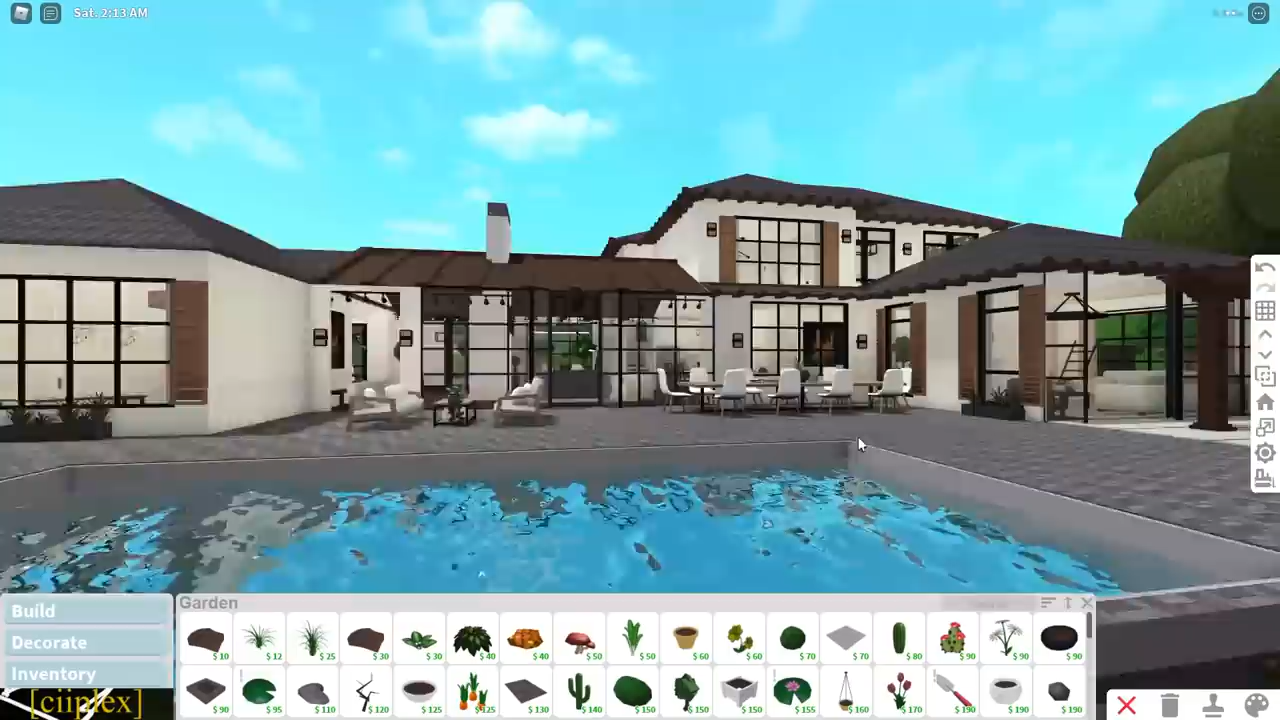 Sat. 2:13 AM
Build
Decorate
Inventory
[ciiplex]
Garden
$10 $12 $25 $30 $30 $40 $40 $50 $50 $60 $60 $70 $70 $80 $90 $90 $90
$90 $95 $110 $120 $125 $125 $130 $140 $150 $150 $150 $155 $160 $170 $190 $190 $190